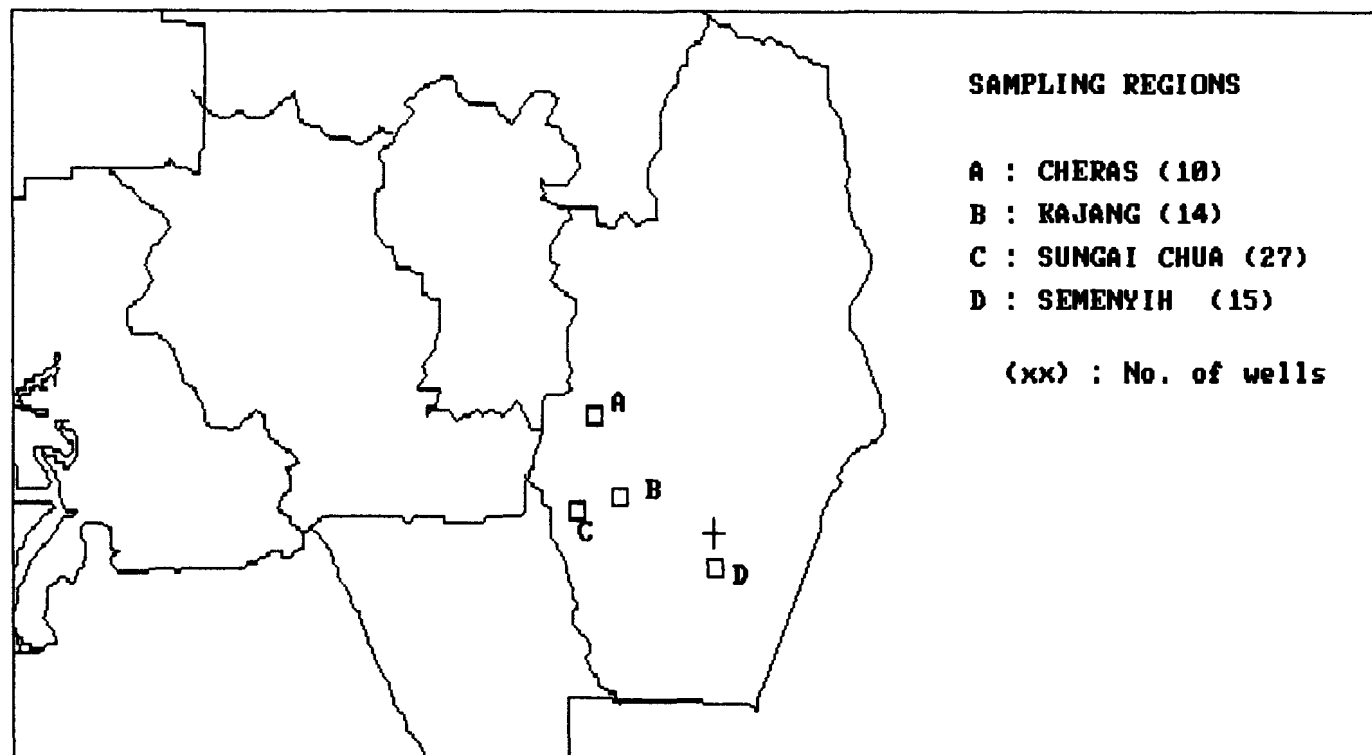 SAMPLING REGIONS
A : CHERAS (10)
B : KAJANG (14)
C : SUNGAI CHUA (27)
D : SEMENYIH (15)
(xx) : No. of wells
A
B
C
D